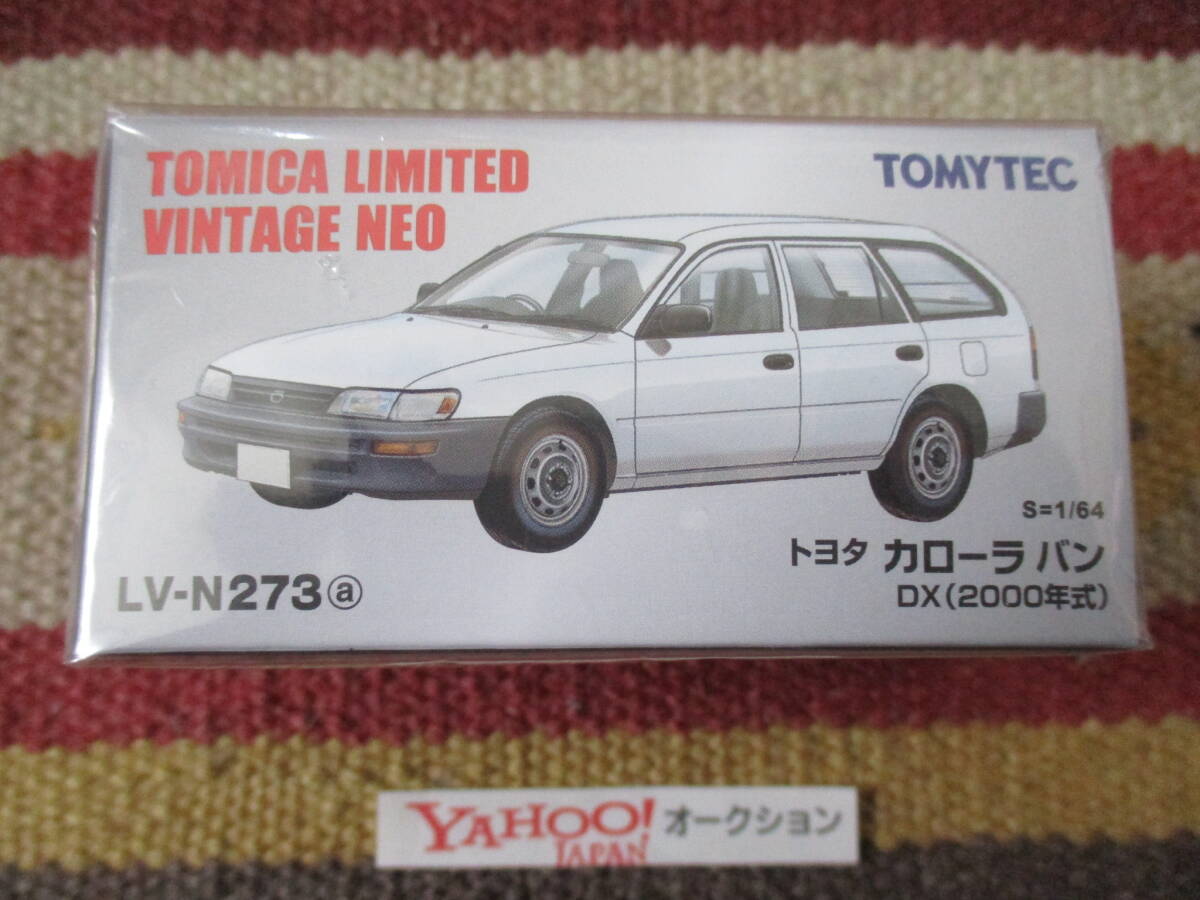 TOMICA LIMITED
VINTAGE NEO
TOMYTEC
S=1/64
トヨタ カローラ バン
DX(2000年式)
LV-N273ⓐ
YAHOO! オークション
JAPAN